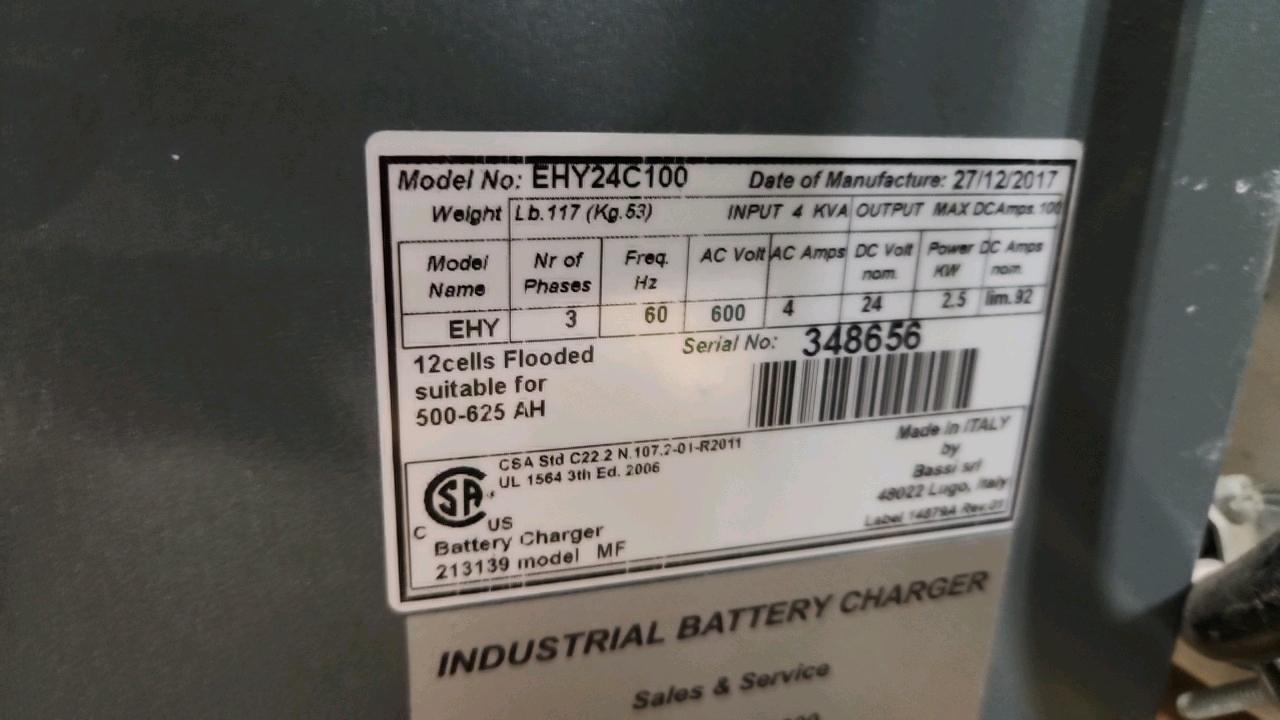 Model No: EHY24C100 Date of Manufacture: 27/12/2017
Weight Lb.117 (Kg.53) INPUT 4 KVA OUTPUT MAX DC Amps. 100
Model Name Nr of Phases Freq. Hz AC Volt AC Amps DC Volt nom. Power KW DC Amps nom.
EHY 3 60 600 4 24 2.5 lim. 92
12cells Flooded
suitable for
500-625 AH
Serial No: 348656
CSA Std C22.2 N.107.2-01-R2011
UL 1564 3th Ed. 2006
SA
C US
Battery Charger
213139 model MF
Made in ITALY
by
Bassi srl
48022 Lugo, Italy
Label 14879A Rev.01
INDUSTRIAL BATTERY CHARGER
Sales & Service